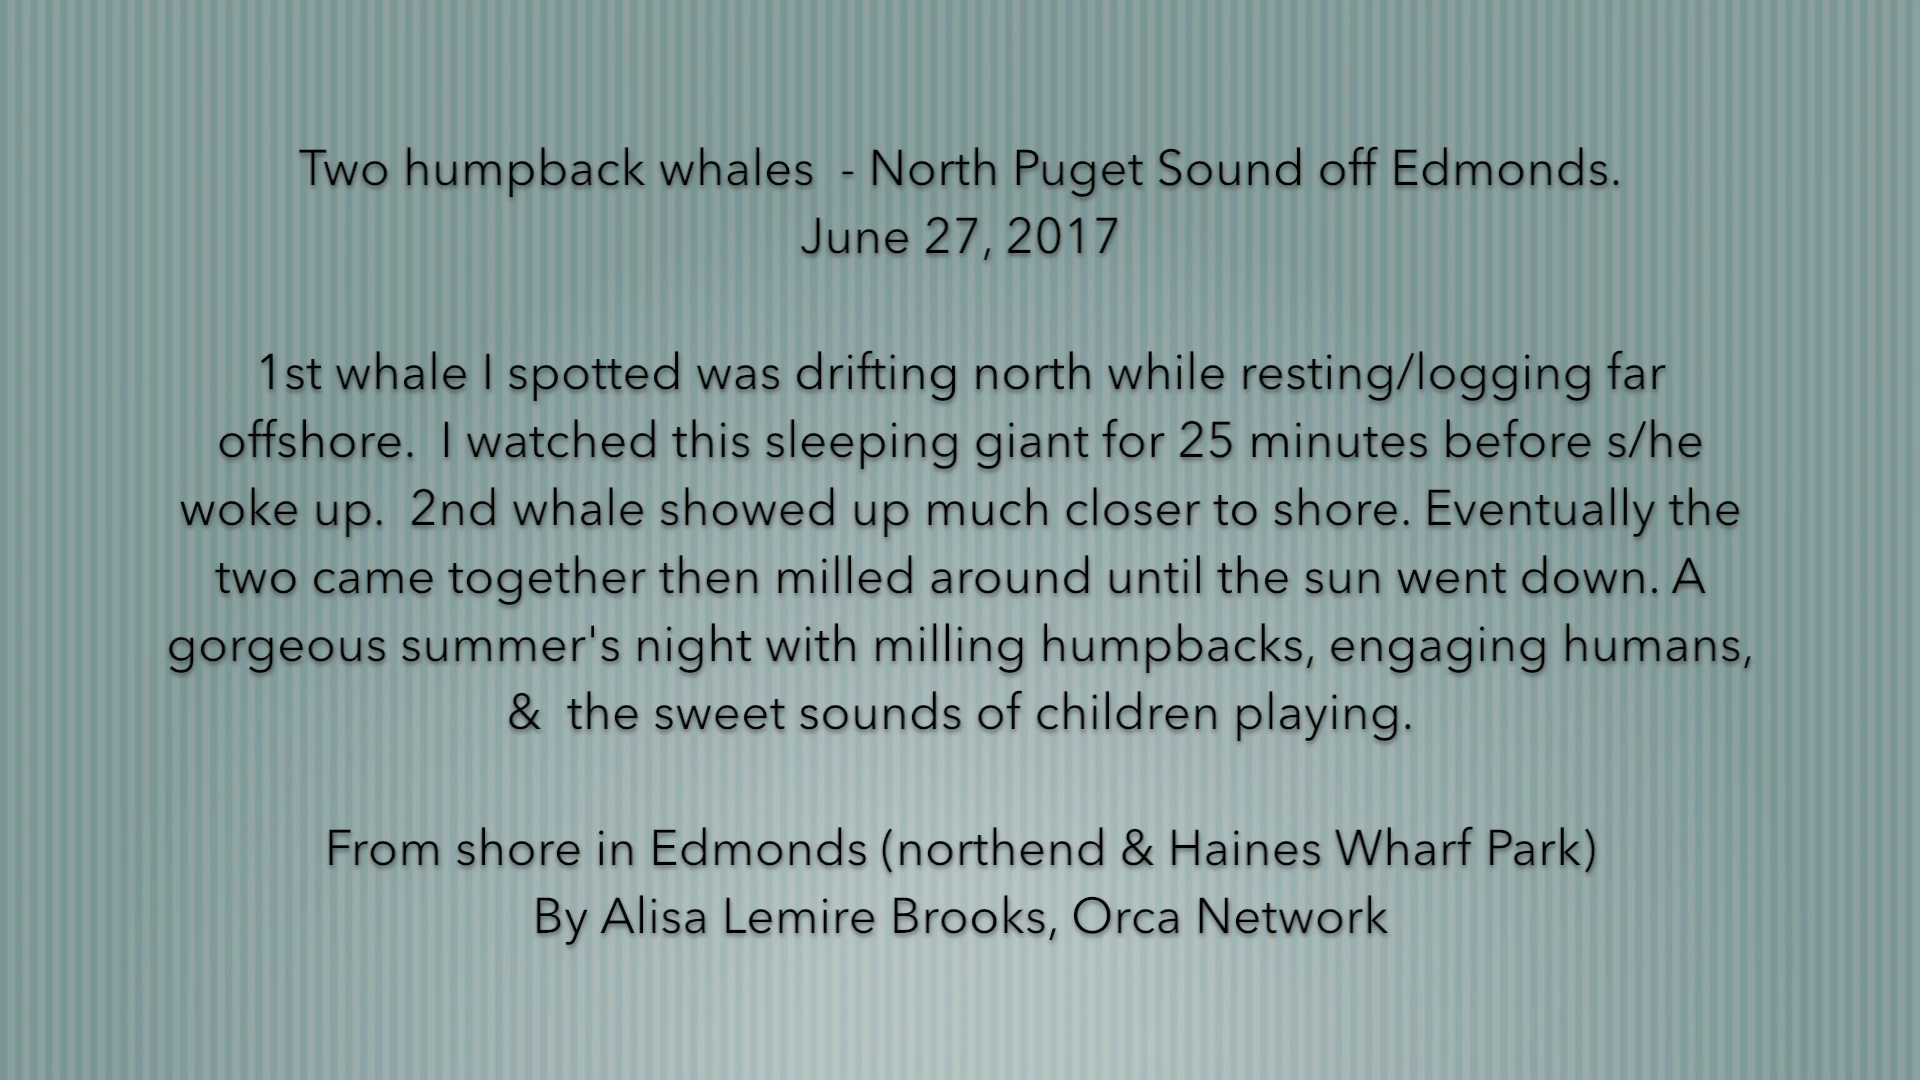 Two humpback whales  - North Puget Sound off Edmonds.
June 27, 2017
1st whale I spotted was drifting north while resting/logging far
offshore.  I watched this sleeping giant for 25 minutes before s/he
woke up.  2nd whale showed up much closer to shore. Eventually the
two came together then milled around until the sun went down. A
gorgeous summer's night with milling humpbacks, engaging humans,
&  the sweet sounds of children playing.
From shore in Edmonds (northend & Haines Wharf Park)
By Alisa Lemire Brooks, Orca Network